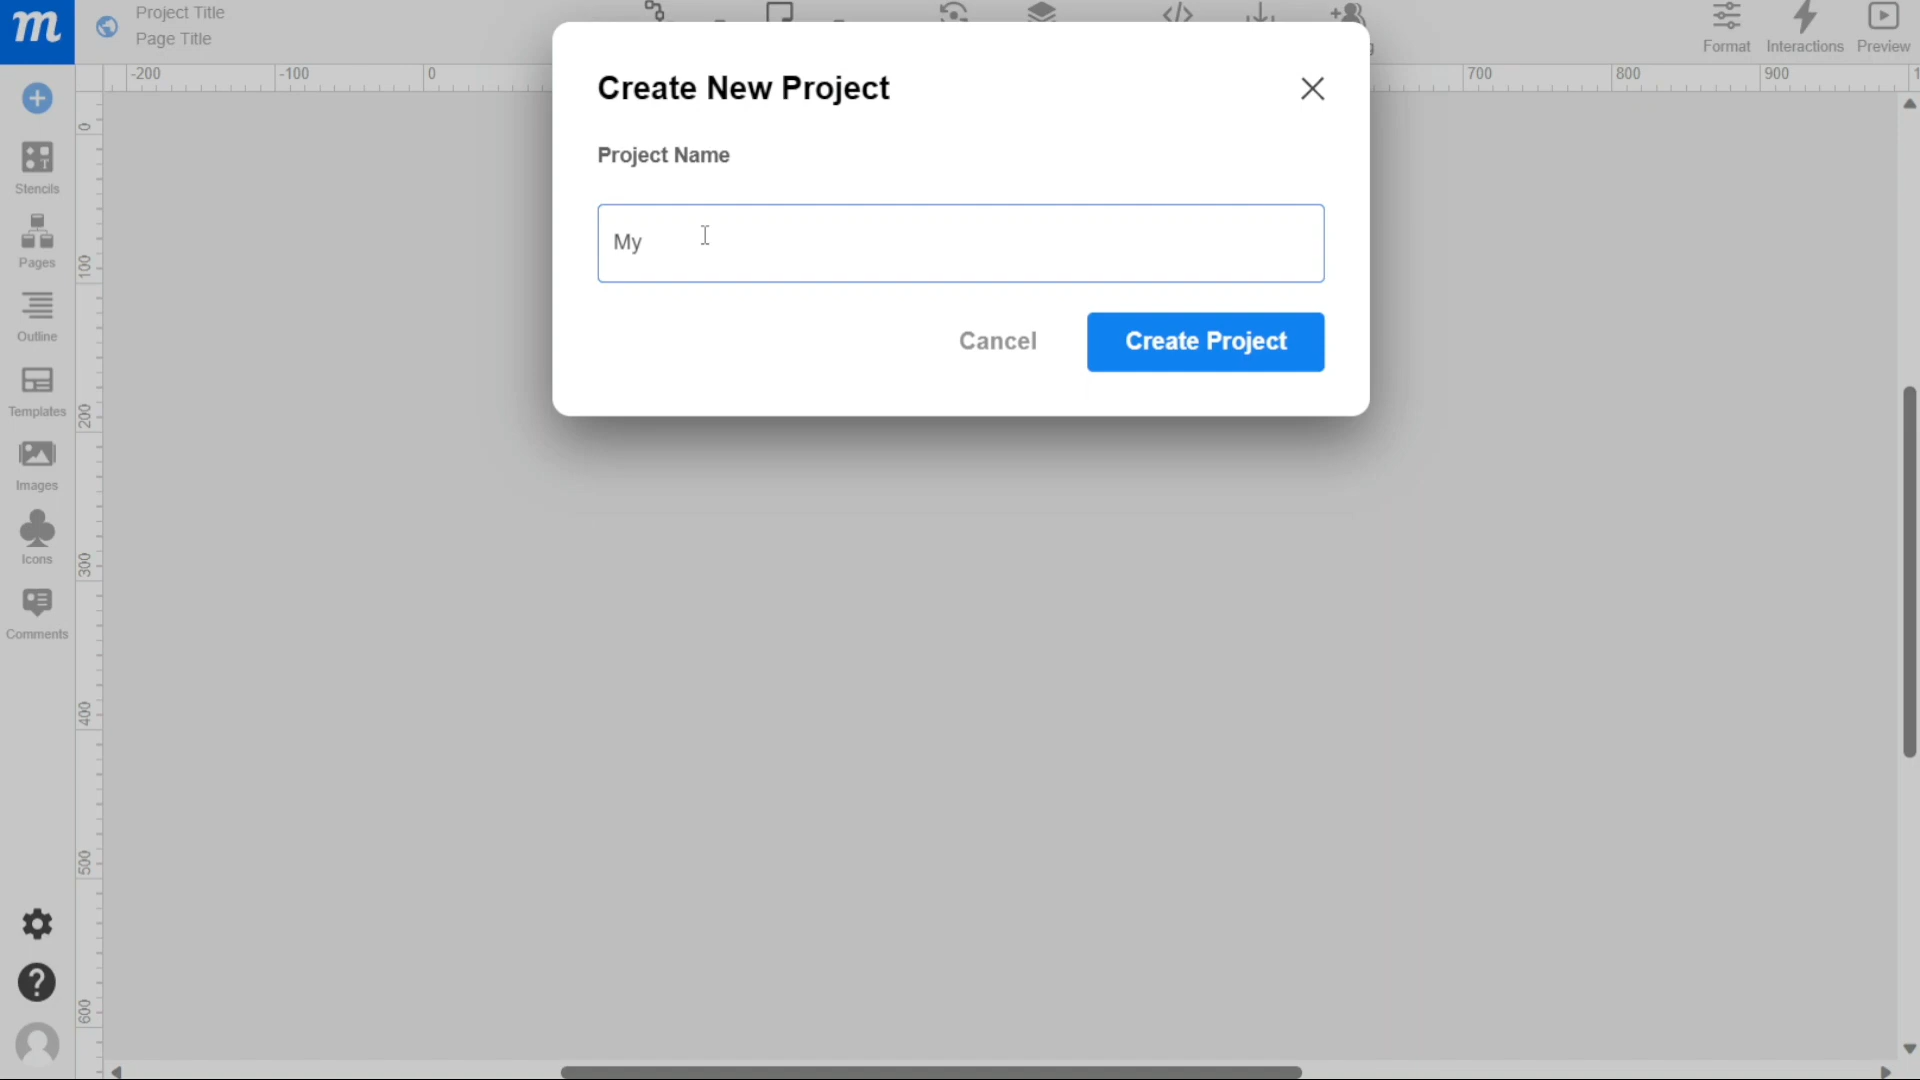 m
Project Title
Page Title
Format
Interactions
Preview
-200
-100
0
700
800
900
0
100
200
300
400
500
600
Stencils
Pages
Outline
Templates
Images
Icons
Comments
Create New Project
Project Name
My
Cancel
Create Project